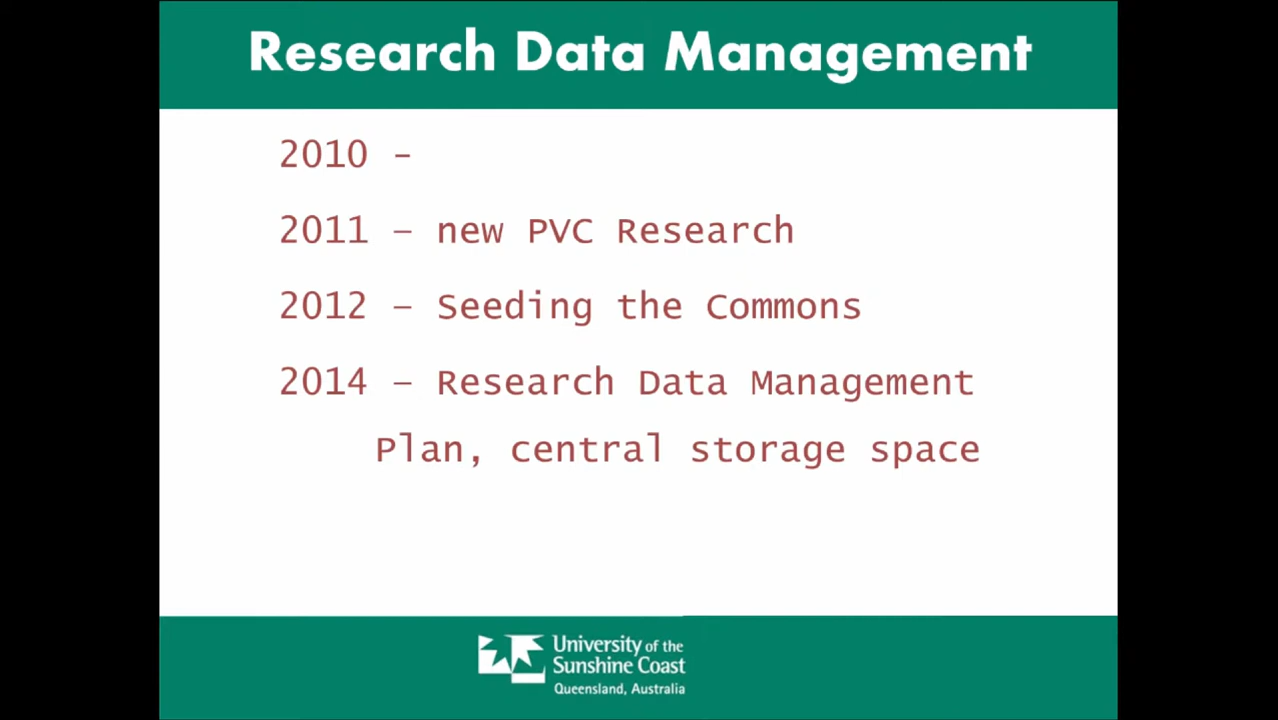 Research Data Management
2010 -
2011 – new PVC Research
2012 – Seeding the Commons
2014 – Research Data Management
Plan, central storage space
University of the
Sunshine Coast
Queensland, Australia